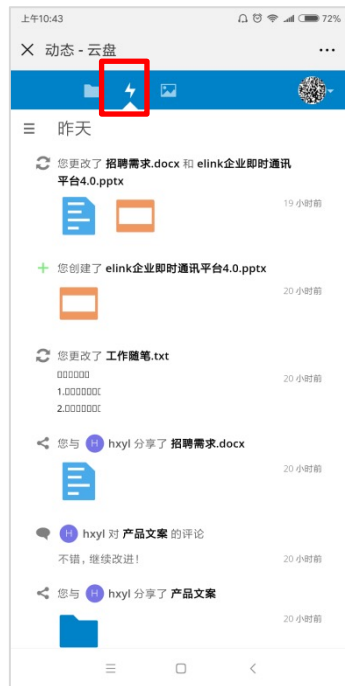 上午10:43
72%
动态 - 云盘
昨天
您更改了 招聘需求.docx 和 elink企业即时通讯
平台4.0.pptx
19 小时前
您创建了 elink企业即时通讯平台4.0.pptx
20 小时前
您更改了 工作随笔.txt
20 小时前
1.
2.
您与 H hxyl 分享了 招聘需求.docx
20 小时前
H hxyl 对 产品文案 的评论
不错，继续改进！
20 小时前
您与 H hxyl 分享了 产品文案
20 小时前